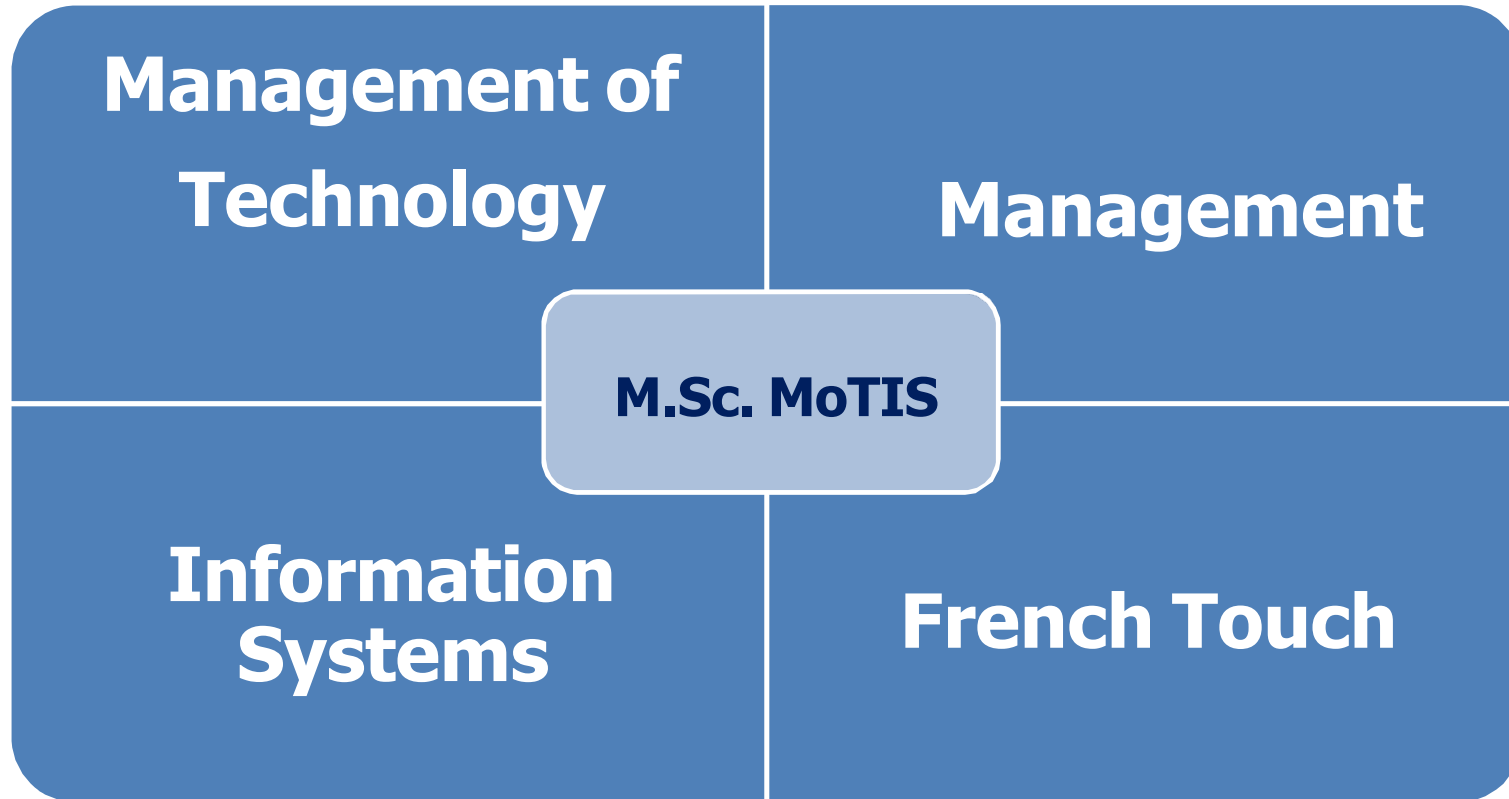 Management of
Technology
Management
M.Sc. MoTIS
Information
Systems
French Touch